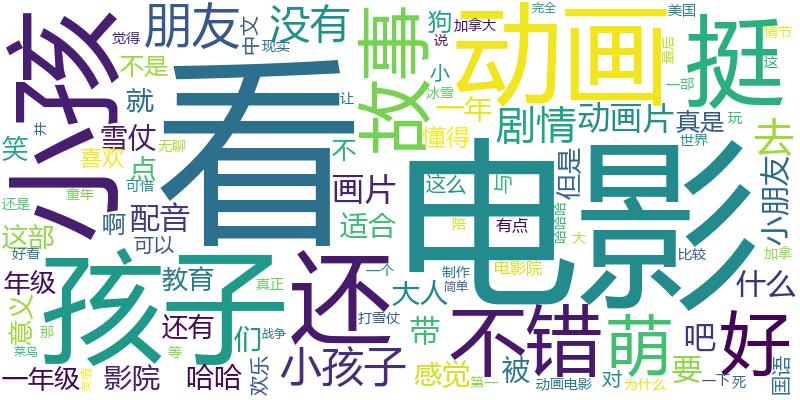 小孩
朋友
中文
没有
觉得
现实
故事
狗
说
加拿大
小
冰雪
完全
美国
动画
最后
挺
情节
这
一部
不是
就
看
让
一年
井
笑
雪仗
喜欢
无聊
点
不
懂得
剧情
动画片
真是
玩
世界
去
童年
可惜
还是
啊
配音
画片
适合
这么
与
但是
小朋友
电影
这部
好看
可以
陪
有点
哈哈哈
大
比较
加拿
孩子
年级
教育
真正
还
一个
制作
简单
电影院
大人
什么
意义
那
菜鸟
还有
们
战争
打雪仗
带
不错
萌
吧
好
等
一年级
影院
哈哈
欢乐
小孩子
感觉
第一
被
动画电影
对
为什么
要
一下
死
国语